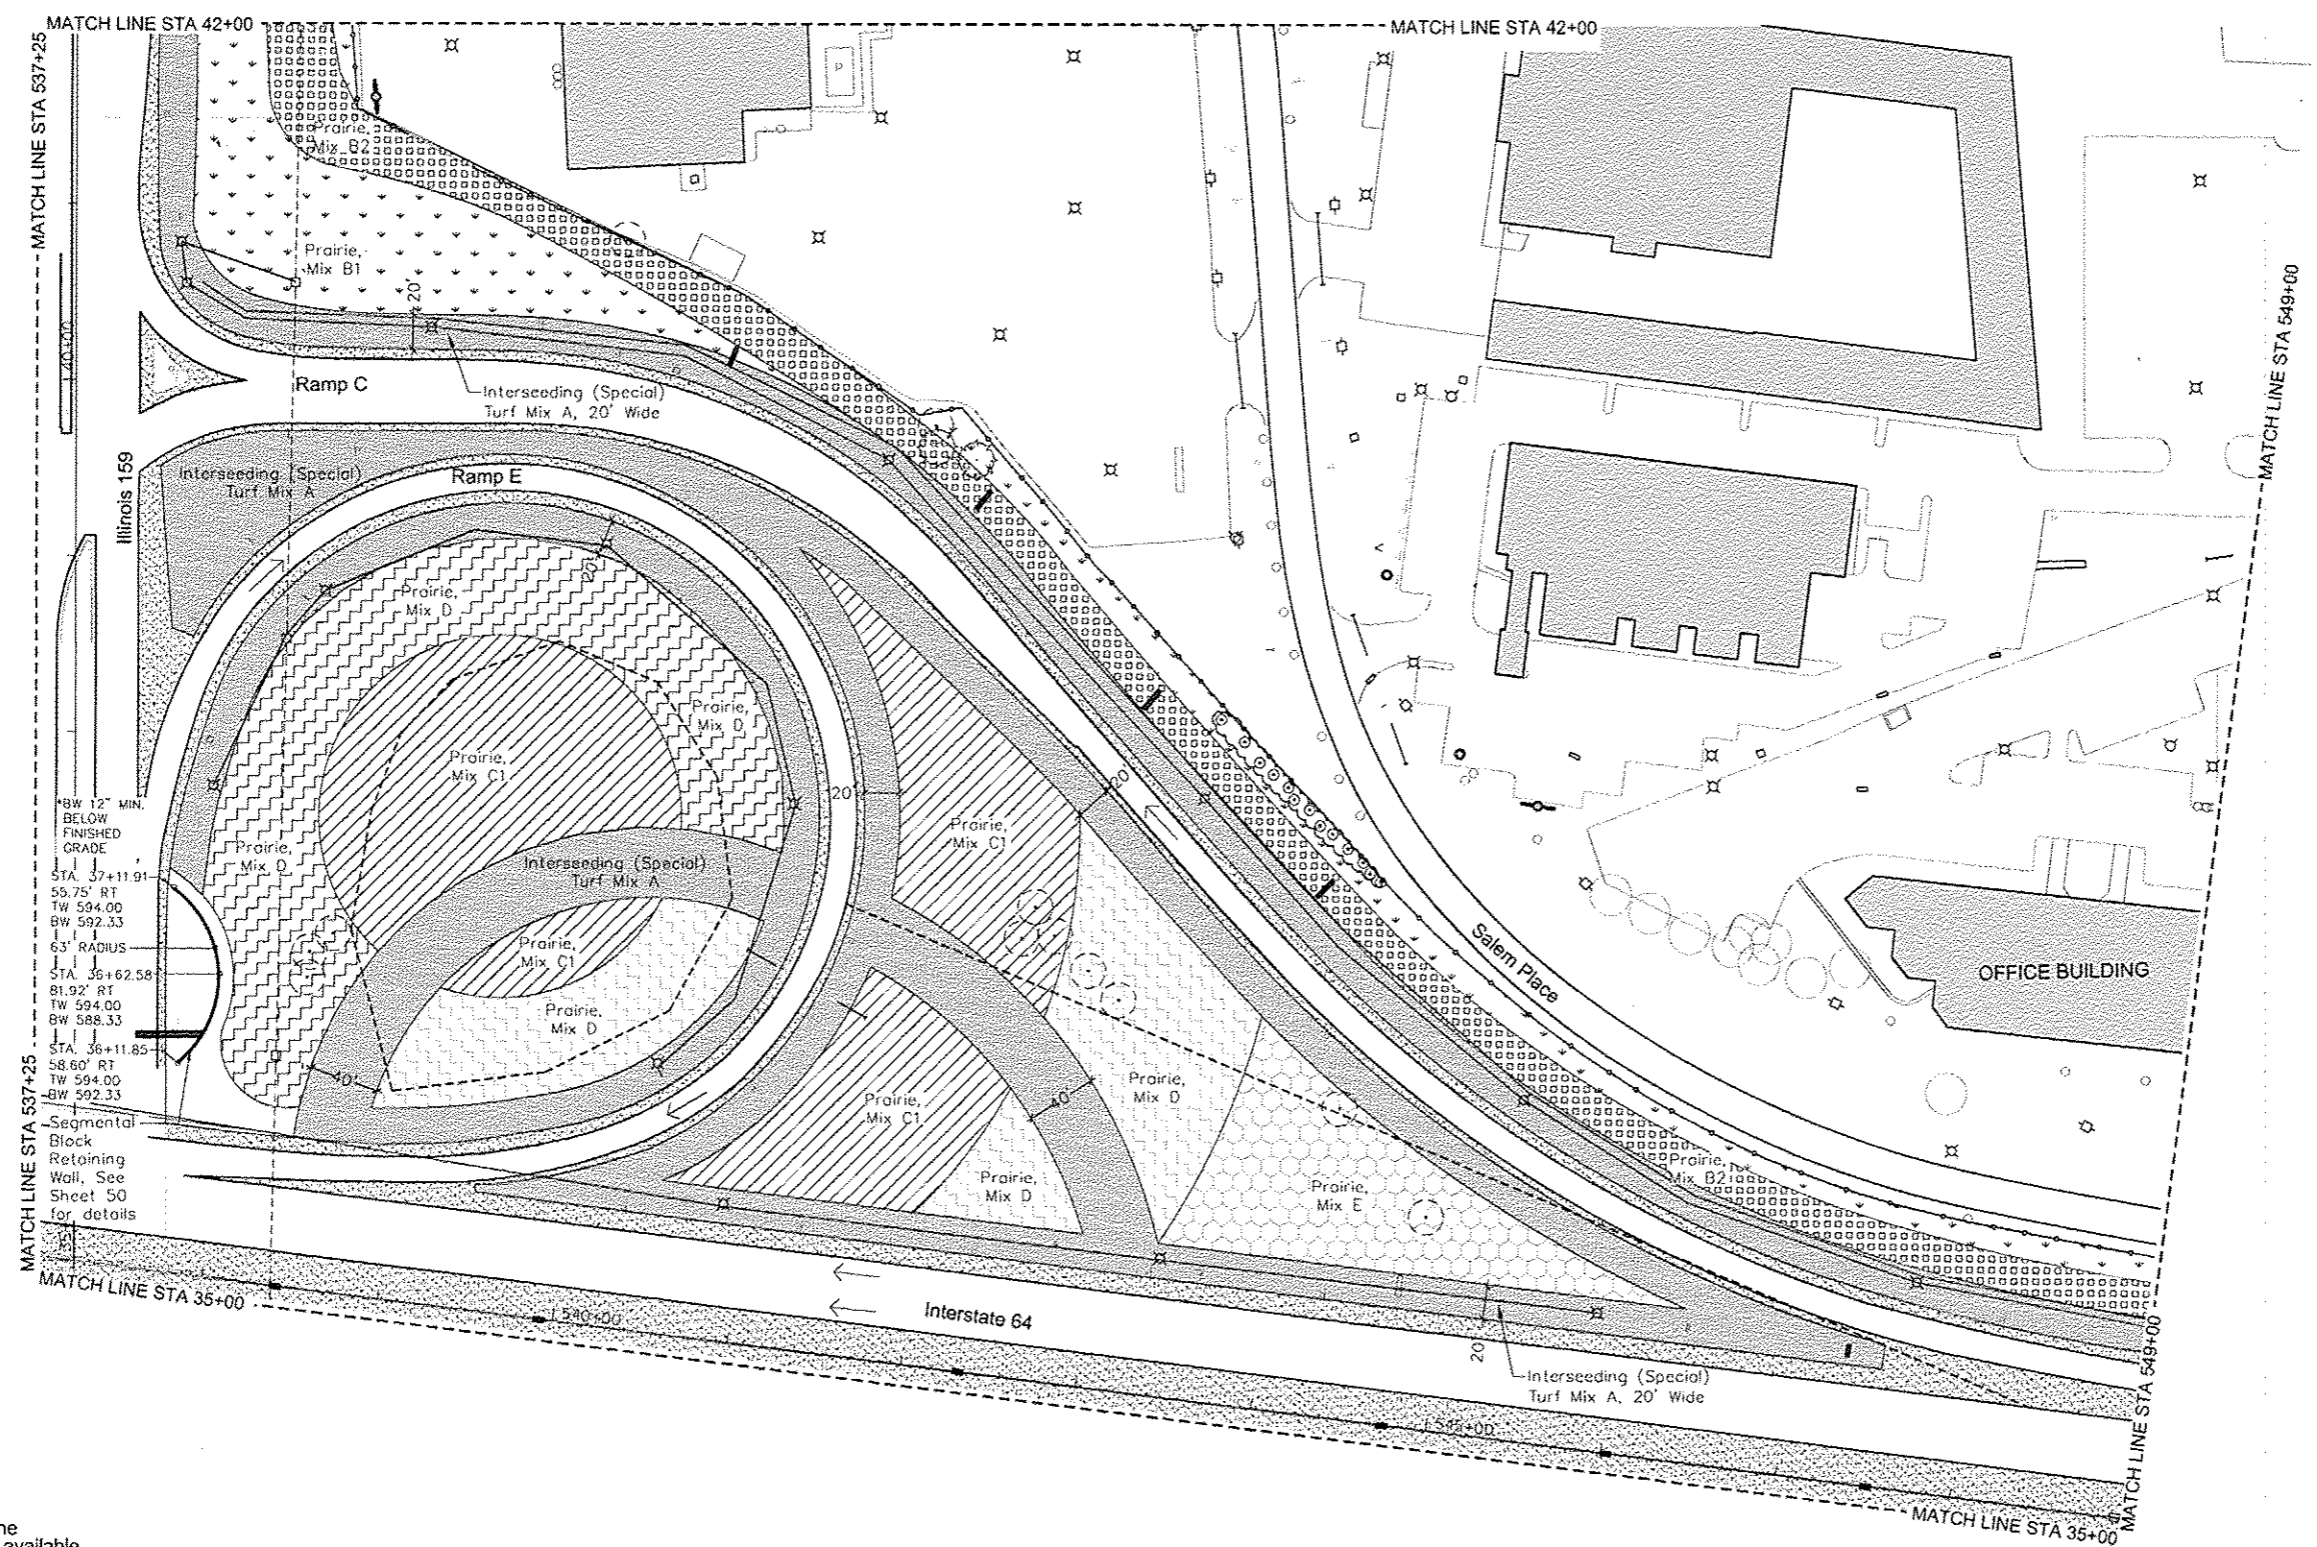 MATCH LINE STA 42+00
MATCH LINE STA 42+00
MATCH LINE STA 537+25
Prairie,
Mix B2
P
Prairie,
Mix B1
20'
40+00
Ramp C
Interseeding (Special)
Turf Mix A, 20' Wide
MATCH LINE STA 549+00
Illinois 159
Interseeding (Special)
Turf Mix A
Ramp E
20'
Prairie,
Mix D
Prairie,
Mix D
Prairie,
Mix C1
20'
20'
Prairie,
Mix C1
Prairie,
Mix D
Interseeding (Special)
Turf Mix A
*BW 12" MIN.
BELOW
FINISHED
GRADE
STA. 37+11.91
55.75' RT
TW 594.00
BW 592.33
63' RADIUS
STA. 36+62.58
81.92' RT
TW 594.00
BW 588.33
STA. 36+11.85
58.60' RT
TW 594.00
BW 592.33
Segmental
Block
Retaining
Wall, See
Sheet 50
for details
Prairie,
Mix C1
Prairie,
Mix D
40'
Salem Place
OFFICE BUILDING
Prairie,
Mix C1
40'
Prairie,
Mix D
Prairie,
Mix D
Prairie,
Mix E
Prairie,
Mix B2
MATCH LINE STA 537+25
35
MATCH LINE STA 35+00
540+00
Interstate 64
20'
Interseeding (Special)
Turf Mix A, 20' Wide
545+00
MATCH LINE STA 549+00
MATCH LINE STA 35+00
ne
available